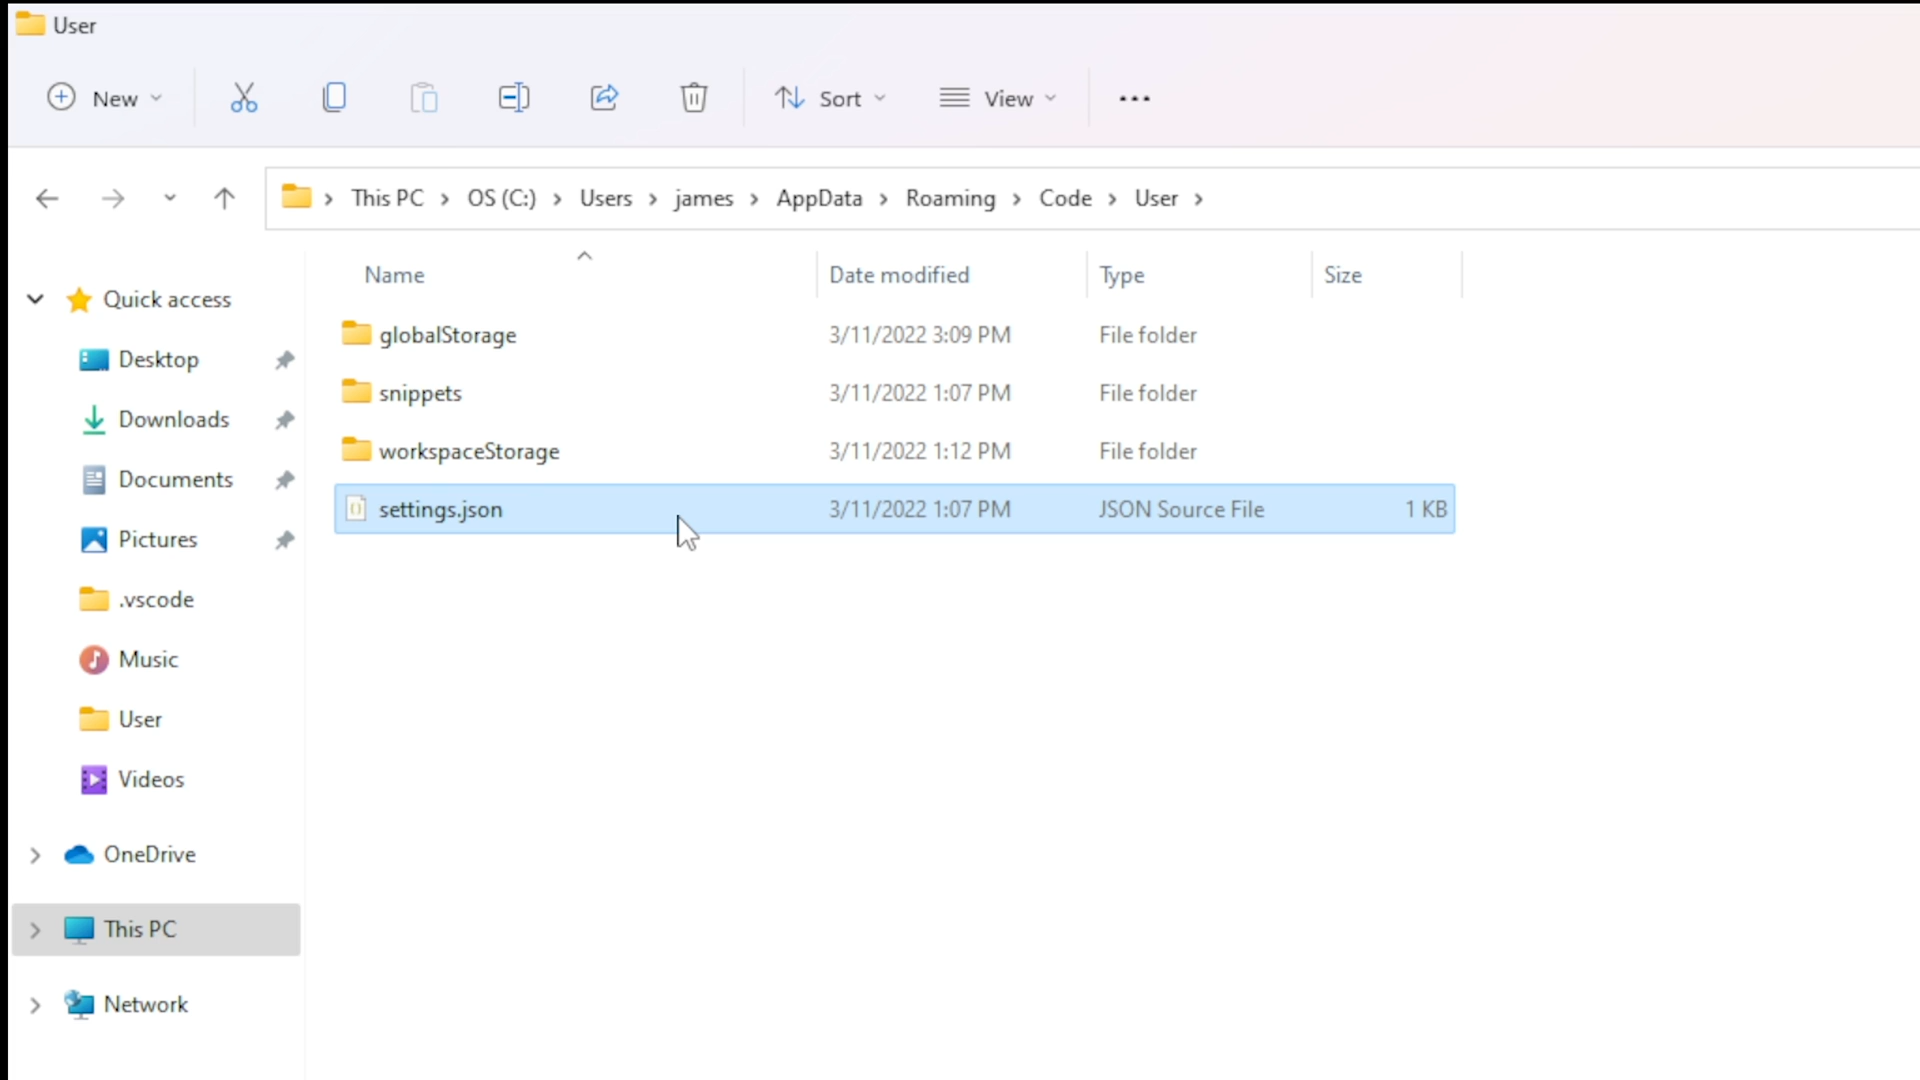 User
New
Sort
View
This PC > OS (C:) > Users > james > AppData > Roaming > Code > User >
Name Date modified Type Size
Quick access
Desktop
Downloads
Documents
Pictures
.vscode
Music
User
Videos
OneDrive
This PC
Network
globalStorage 3/11/2022 3:09 PM File folder
snippets 3/11/2022 1:07 PM File folder
workspaceStorage 3/11/2022 1:12 PM File folder
settings.json 3/11/2022 1:07 PM JSON Source File 1 KB